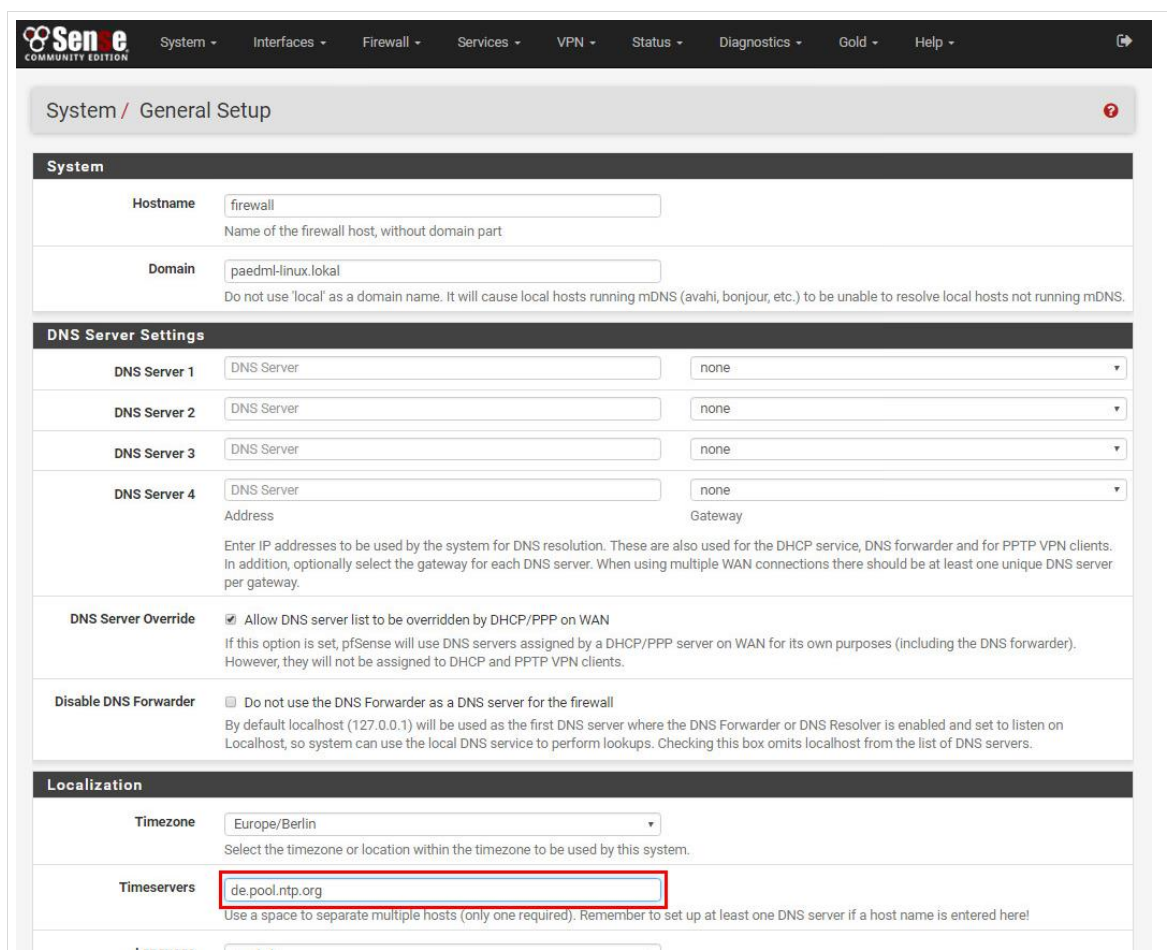 Sense
COMMUNITY EDITION
System Interfaces Firewall Services VPN Status Diagnostics Gold Help
System / General Setup
System
Hostname firewall
Name of the firewall host, without domain part
Domain paedml-linux.lokal
Do not use 'local' as a domain name. It will cause local hosts running mDNS (avahi, bonjour, etc.) to be unable to resolve local hosts not running mDNS.
DNS Server Settings
DNS Server 1 DNS Server none
DNS Server 2 DNS Server none
DNS Server 3 DNS Server none
DNS Server 4 DNS Server none
Address Gateway
Enter IP addresses to be used by the system for DNS resolution. These are also used for the DHCP service, DNS forwarder and for PPTP VPN clients.
In addition, optionally select the gateway for each DNS server. When using multiple WAN connections there should be at least one unique DNS server
per gateway.
DNS Server Override Allow DNS server list to be overridden by DHCP/PPP on WAN
If this option is set, pfSense will use DNS servers assigned by a DHCP/PPP server on WAN for its own purposes (including the DNS forwarder).
However, they will not be assigned to DHCP and PPTP VPN clients.
Disable DNS Forwarder Do not use the DNS Forwarder as a DNS server for the firewall
By default localhost (127.0.0.1) will be used as the first DNS server where the DNS Forwarder or DNS Resolver is enabled and set to listen on
Localhost, so system can use the local DNS service to perform lookups. Checking this box omits localhost from the list of DNS servers.
Localization
Timezone Europe/Berlin
Select the timezone or location within the timezone to be used by this system.
Timeservers de.pool.ntp.org
Use a space to separate multiple hosts (only one required). Remember to set up at least one DNS server if a host name is entered here!